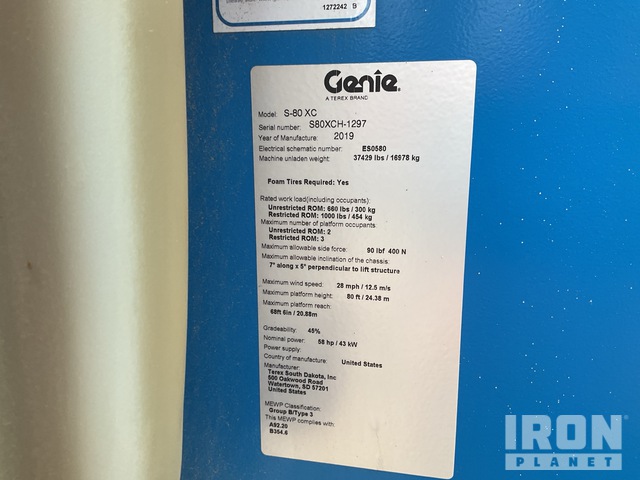 1272242 B
Genie
A TEREX BRAND
Model: S-80 XC
Serial number: S80XCH-1297
Year of Manufacture: 2019
Electrical schematic number: ES0580
Machine unladen weight: 37429 lbs / 16978 kg
Foam Tires Required: Yes
Rated work load(including occupants):
Unrestricted ROM: 660 lbs / 300 kg
Restricted ROM: 1000 lbs / 454 kg
Maximum number of platform occupants:
Unrestricted ROM: 2
Restricted ROM: 3
Maximum allowable side force: 90 lbf 400 N
Maximum allowable inclination of the chassis:
7° along x 5° perpendicular to lift structure
Maximum wind speed: 28 mph / 12.5 m/s
Maximum platform height: 80 ft / 24.38 m
Maximum platform reach:
68ft 6in / 20.88m
Gradeability: 45%
Nominal power: 58 hp / 43 kW
Power supply:
Country of manufacture: United States
Manufacturer:
Terex South Dakota, Inc
500 Oakwood Road
Watertown, SD 57201
United States
MEWP Classification
Group B/Type 3
This MEWP complies with:
A92.20
B354.6
IRON
PLANET